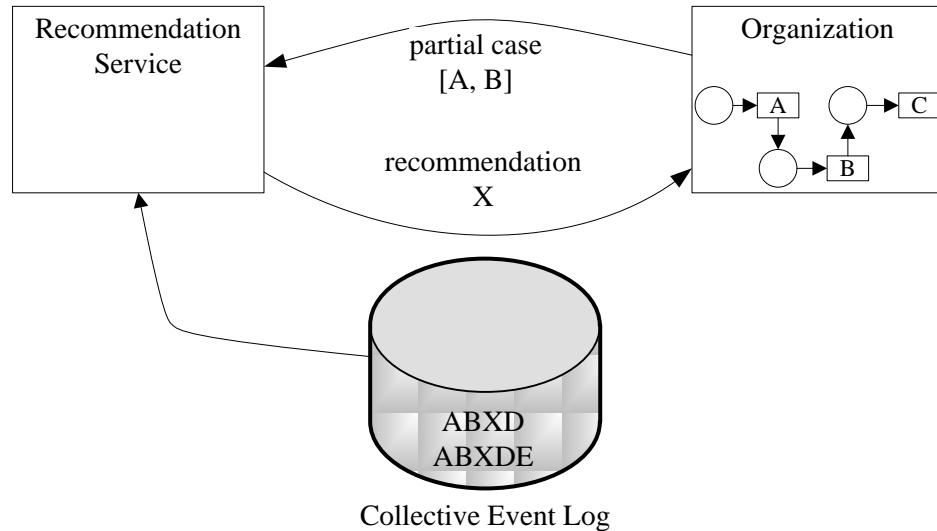 Recommendation
Service
partial case
[A, B]
Organization
A
C
B
recommendation
X
ABXD
ABXDE
Collective Event Log